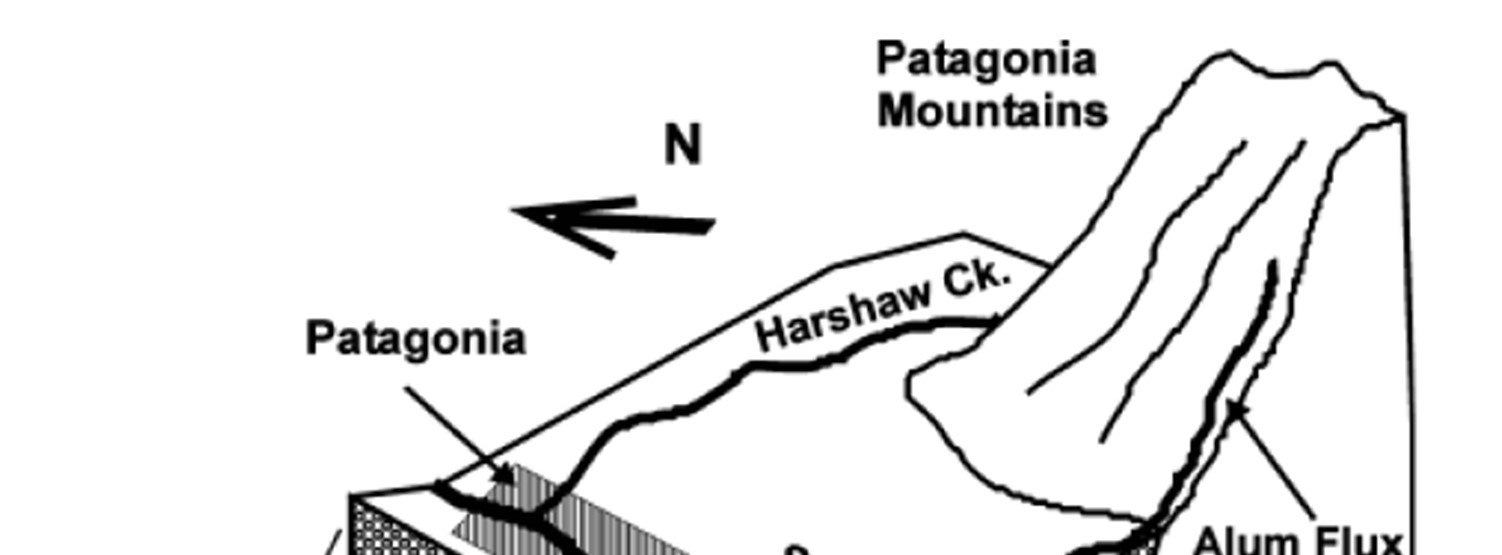 Patagonia
Mountains
N
Harshaw Ck.
Patagonia
Alum Flux